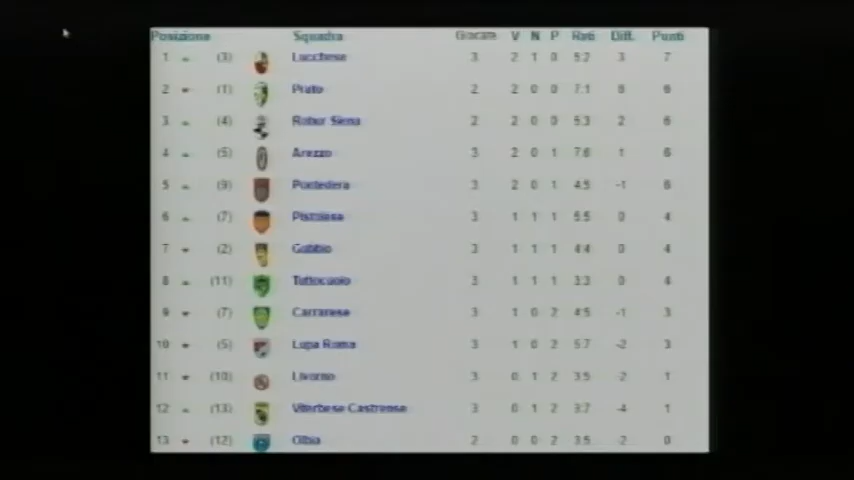 Posizione Squadra Giocate V N P Reti Diff. Punti
1 (3) Lucchese 3 2 1 0 5:2 3 7
2 (1) Prato 2 2 0 0 7:1 6 6
3 (4) Robur Siena 2 2 0 0 5:3 2 6
4 (5) Arezzo 3 2 0 1 7:6 1 6
5 (9) Pontedera 3 2 0 1 4:5 -1 6
6 (7) Pistoiese 3 1 1 1 5:5 0 4
7 (2) Gubbio 3 1 1 1 4:4 0 4
8 (11) Tuttocuoio 3 1 1 1 3:3 0 4
9 (7) Carrarese 3 1 0 2 4:5 -1 3
10 (5) Lupa Roma 3 1 0 2 5:7 -2 3
11 (10) Livorno 3 0 1 2 3:5 -2 1
12 (13) Viterbese Castrense 3 0 1 2 3:7 -4 1
13 (12) Olbia 2 0 0 2 3:5 -2 0